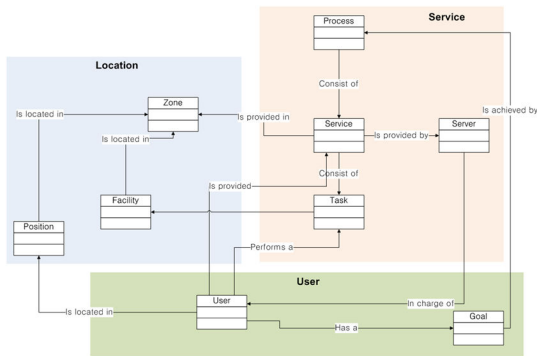 Service
Process
Location
Consist of
Is located in
Zone
Is provided in
Is achieved by
Service
Is provided by
Server
Is located in
Consist of
Is provided
Facility
Task
Position
Performs a
User
User
In charge of
Is located in
Goal
Has a